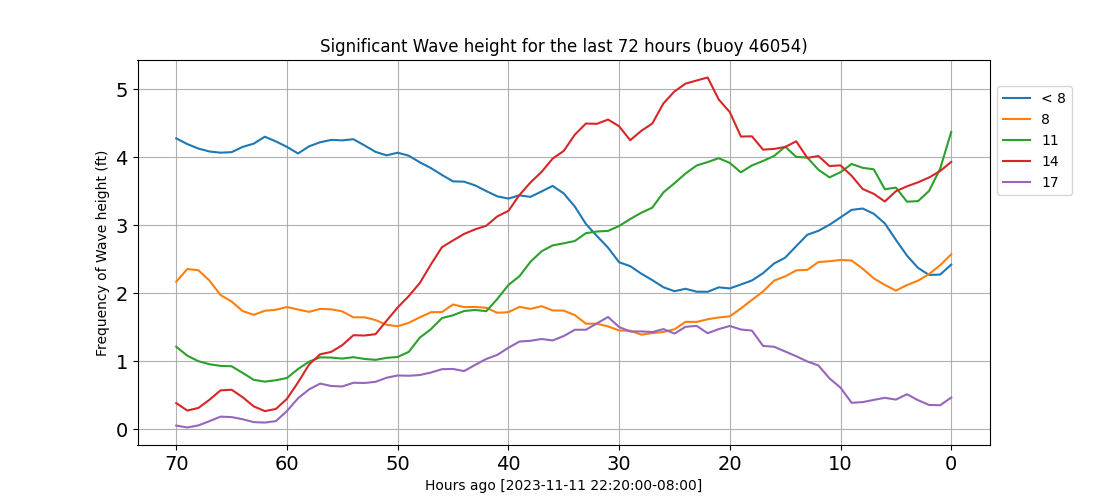 Significant Wave height for the last 72 hours (buoy 46054)
Frequency of Wave height (ft)
5
4
3
2
1
0
70 60 50 40 30 20 10 0
Hours ago [2023-11-11 22:20:00-08:00]
< 8
8
11
14
17